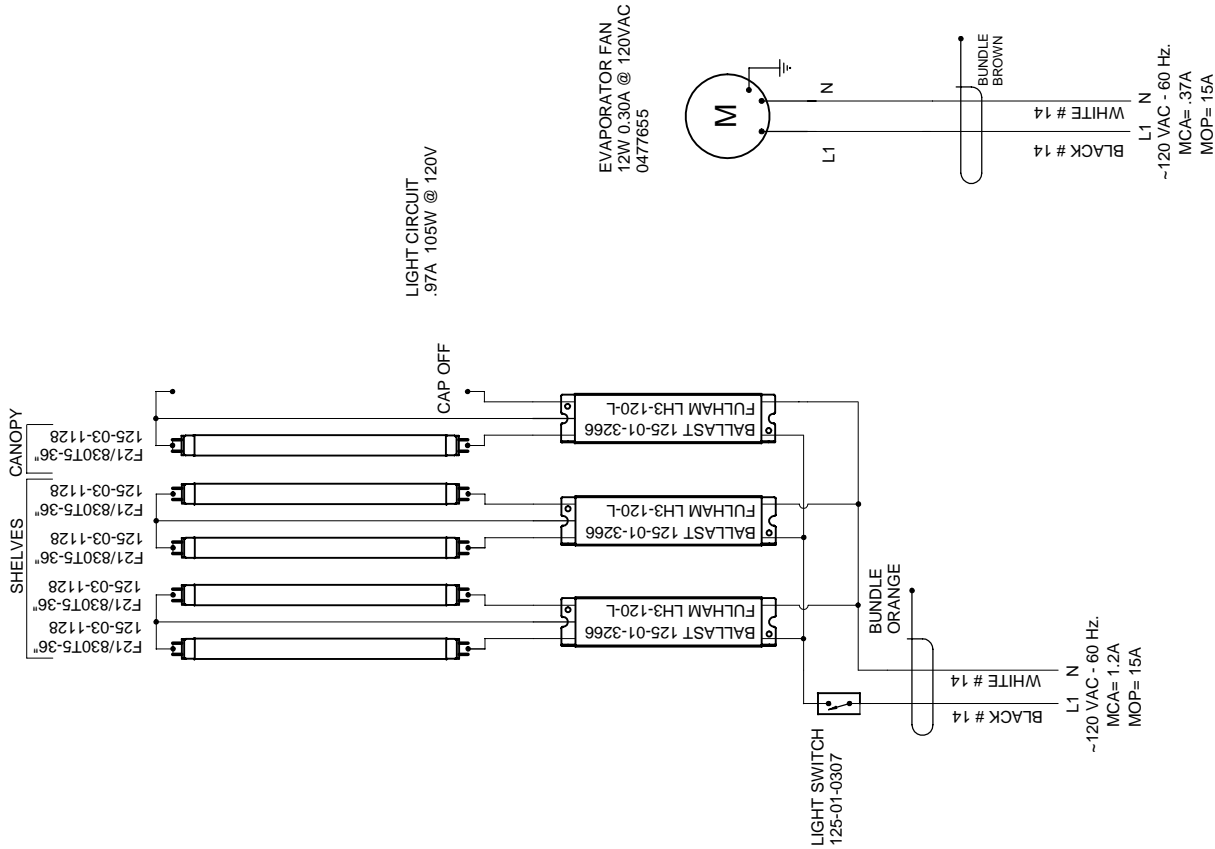 SHELVES
CANOPY
F21/830T5-36"
125-03-1128
F21/830T5-36"
125-03-1128
F21/830T5-36"
125-03-1128
F21/830T5-36"
125-03-1128
F21/830T5-36"
125-03-1128
CAP OFF
LIGHT CIRCUIT
.97A 105W @ 120V
BALLAST 125-01-3266
FULHAM LH3-120-L
BALLAST 125-01-3266
FULHAM LH3-120-L
BALLAST 125-01-3266
FULHAM LH3-120-L
LIGHT SWITCH
125-01-0307
BUNDLE
ORANGE
BLACK # 14
WHITE # 14
L1 N
~120 VAC - 60 Hz.
MCA= 1.2A
MOP= 15A
EVAPORATOR FAN
12W 0.30A @ 120VAC
0477655
M
L1
N
BUNDLE
BROWN
BLACK # 14
WHITE # 14
L1 N
~120 VAC - 60 Hz.
MCA= .37A
MOP= 15A